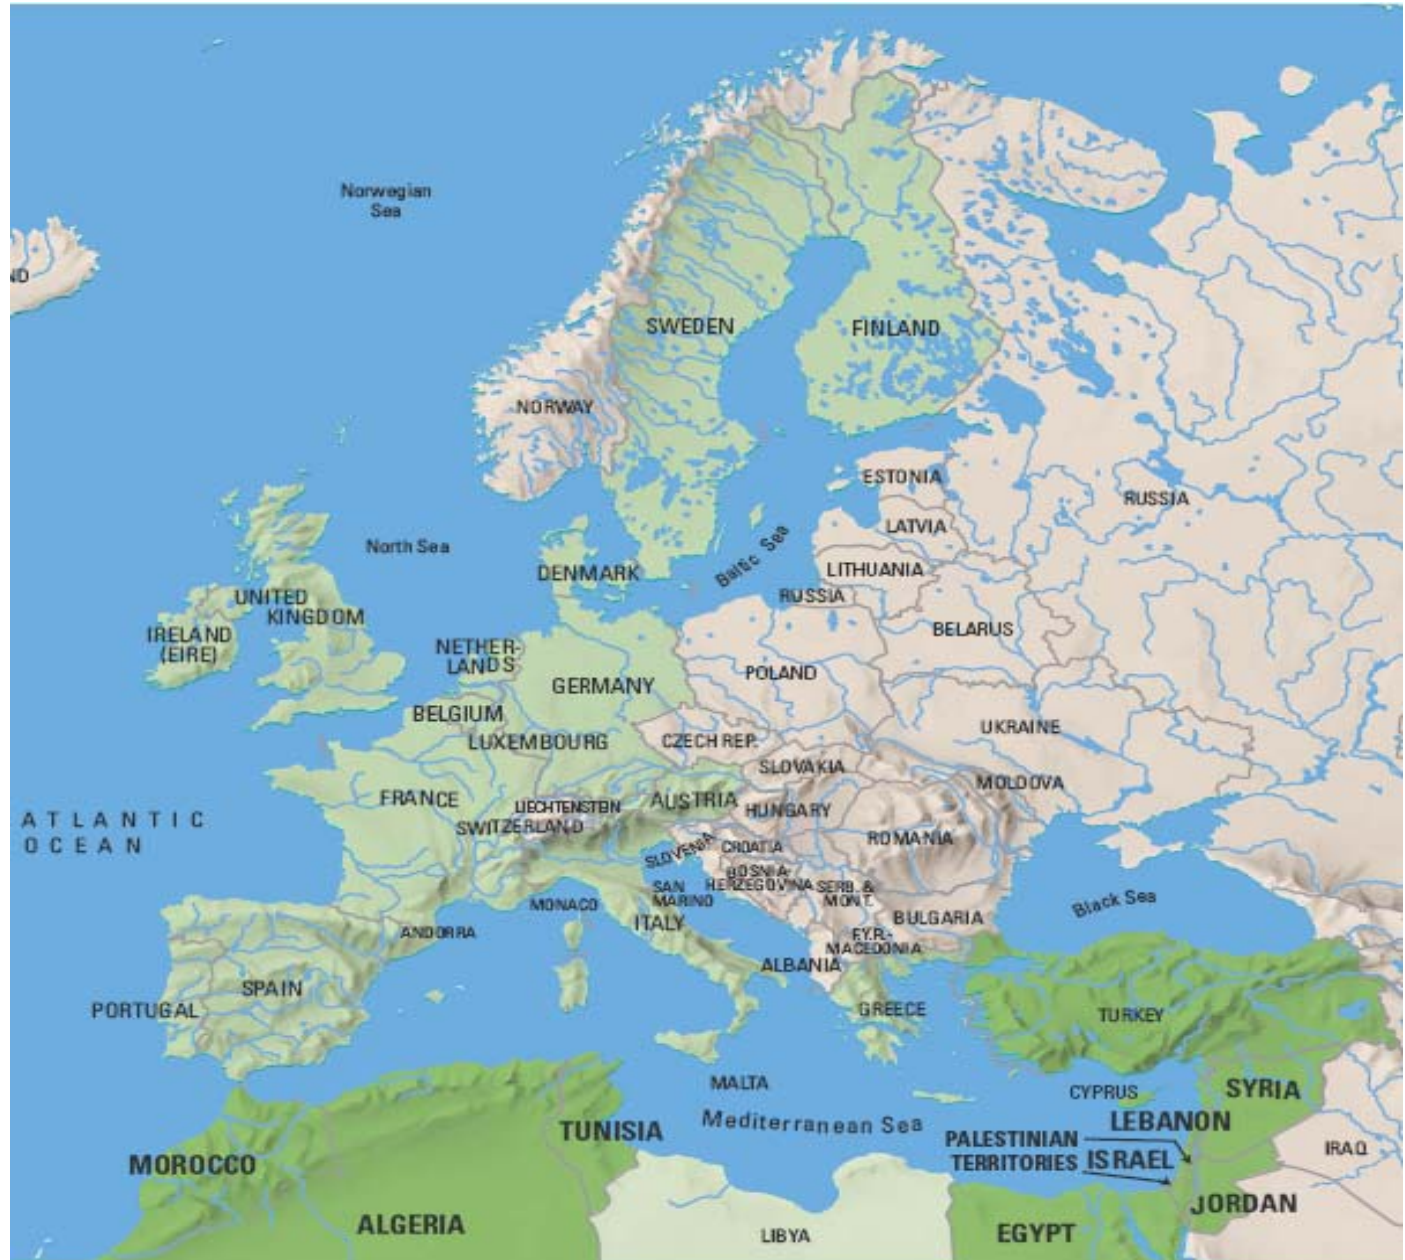 Norwegian
Sea
ND
SWEDEN
FINLAND
NORWAY
ESTONIA
RUSSIA
LATVIA
North Sea
Baltic Sea
DENMARK
LITHUANIA
RUSSIA
UNITED
KINGDOM
IRELAND
(EIRE)
BELARUS
NETHER-
LANDS
GERMANY
POLAND
BELGIUM
UKRAINE
LUXEMBOURG
CZECH REP.
SLOVAKIA
MOLDOVA
FRANCE
LIECHTENSTEIN
AUSTRIA
HUNGARY
ATLANTIC
OCEAN
SWITZERLAND
ROMANIA
SLOVENIA
CROATIA
BOSNIA-
HERZEGOVINA
SERB. &
MONT.
SAN
MARINO
MONACO
ITALY
BULGARIA
Black Sea
ANDORRA
F.Y.R.-
MACEDONIA
ALBANIA
SPAIN
PORTUGAL
GREECE
TURKEY
MALTA
CYPRUS
SYRIA
Mediterranean Sea
LEBANON
TUNISIA
PALESTINIAN
TERRITORIES
ISRAEL
IRAQ
MOROCCO
JORDAN
ALGERIA
LIBYA
EGYPT